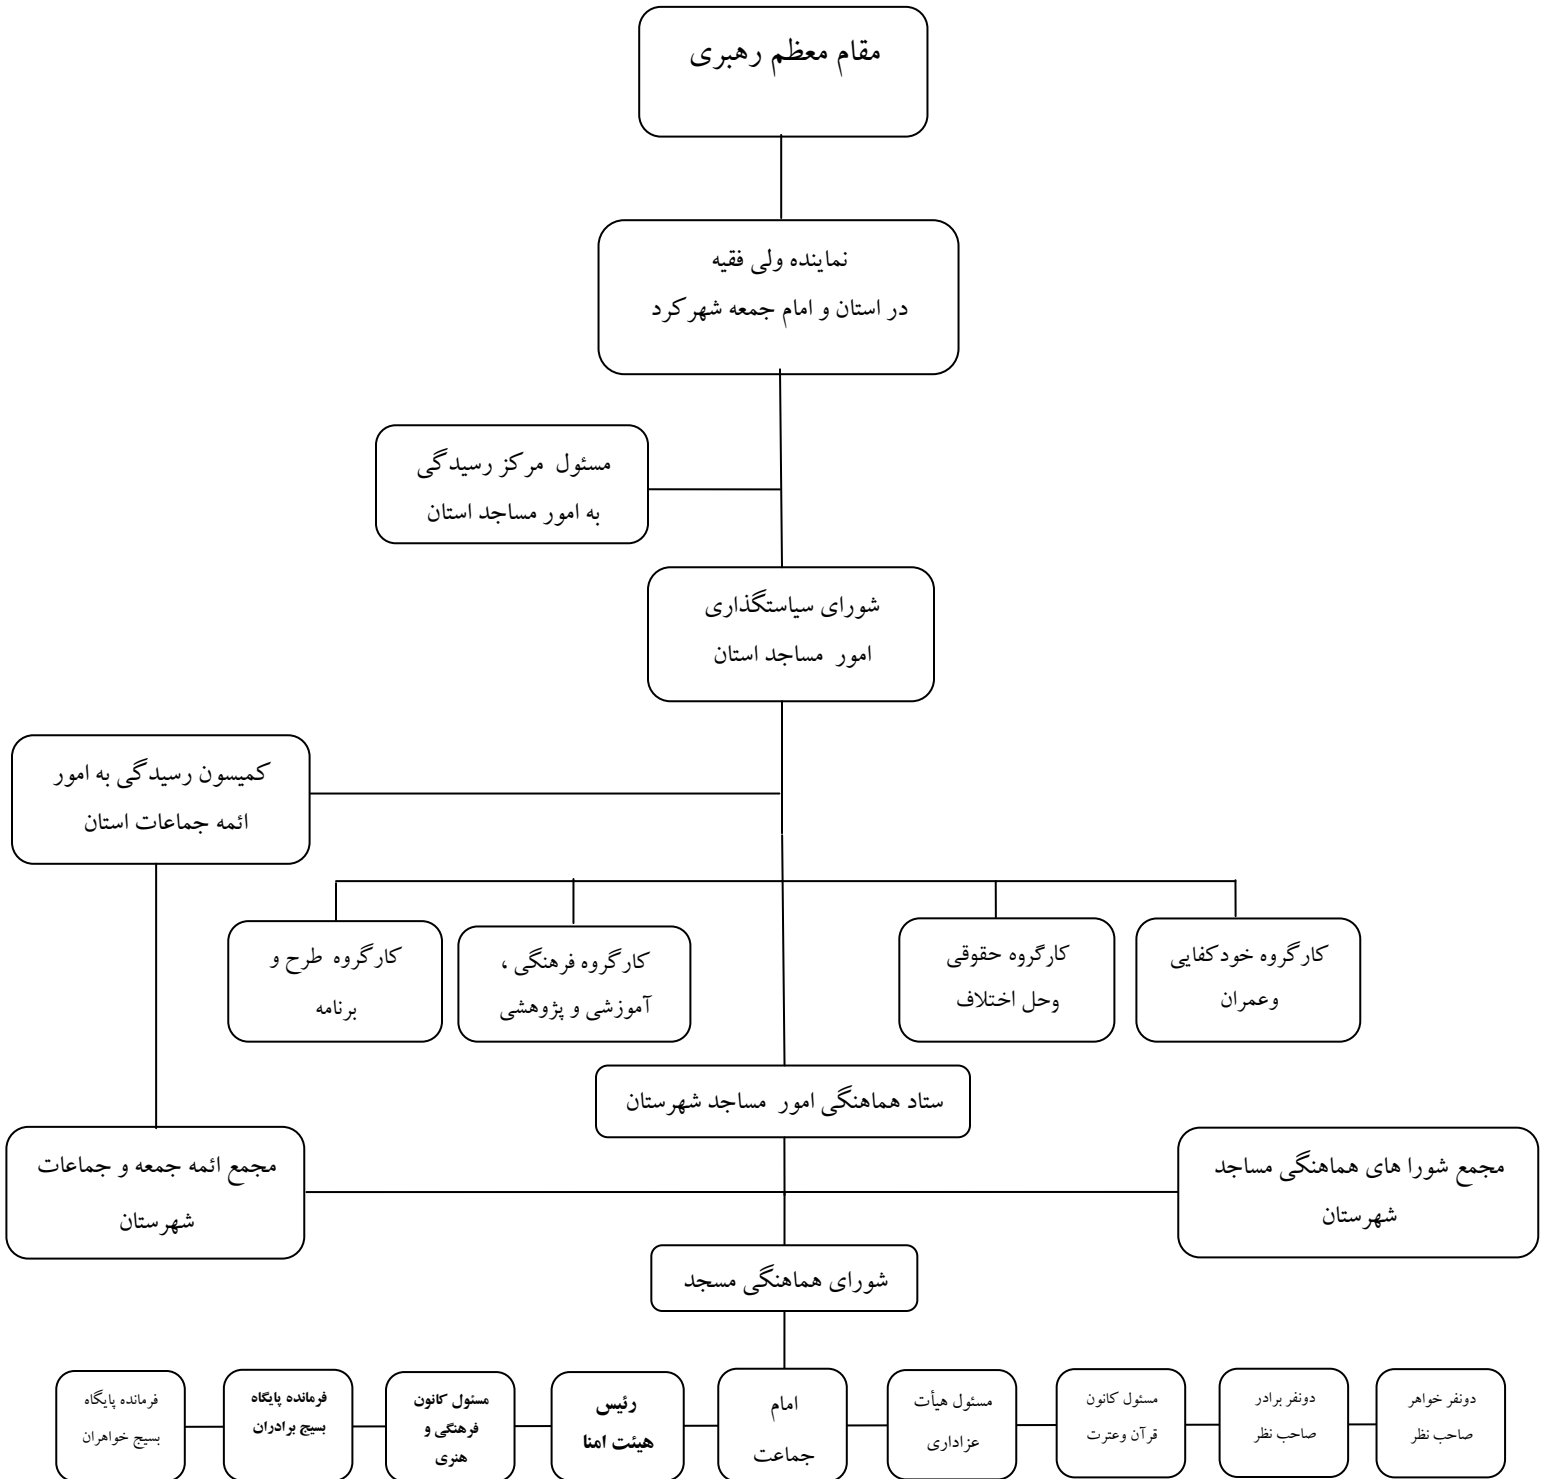 مقام معظم رهبری
نماینده ولی فقیه
در استان و امام جمعه شهرکرد
مسئول مرکز رسیدگی
به امور مساجد استان
شورای سیاستگذاری
امور مساجد استان
کمیسون رسیدگی به امور
ائمه جماعات استان
کارگروه خودکفایی
وعمران
کارگروه حقوقی
وحل اختلاف
کارگروه فرهنگی ،
آموزشی و پژوهشی
کارگروه طرح و
برنامه
ستاد هماهنگی امور مساجد شهرستان
مجمع شورا های هماهنگی مساجد
شهرستان
مجمع ائمه جمعه و جماعات
شهرستان
شورای هماهنگی مسجد
دونفر خواهر
صاحب نظر
دونفر برادر
صاحب نظر
مسئول کانون
قرآن وعترت
مسئول هیأت
عزاداری
امام
جماعت
رئیس
هیئت امنا
مسئول کانون
فرهنگی و
هنری
فرمانده پایگاه
بسیج برادران
فرمانده پایگاه
بسیج خواهران